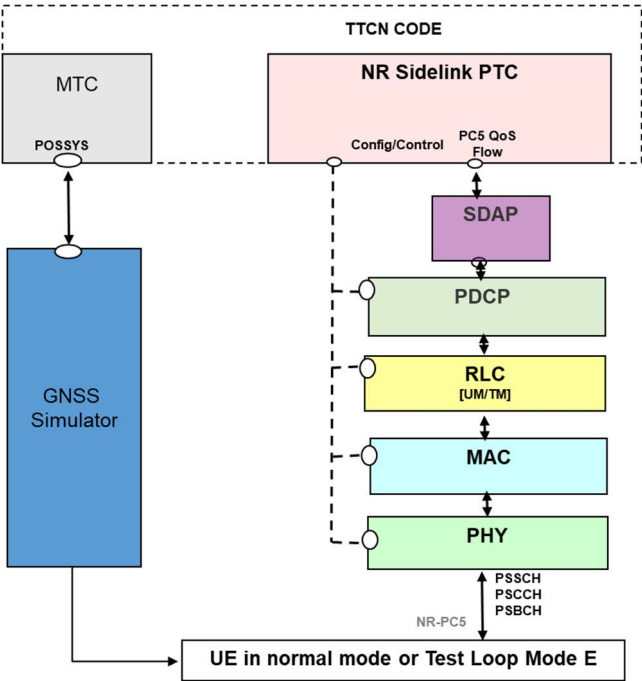 TTCN CODE
MTC
POSSYS
NR Sidelink PTC
Config/Control
PC5 QoS
Flow
SDAP
PDCP
RLC
[UM/TM]
MAC
PHY
GNSS
Simulator
PSSCH
PSCCH
PSBCH
NR-PC5
UE in normal mode or Test Loop Mode E